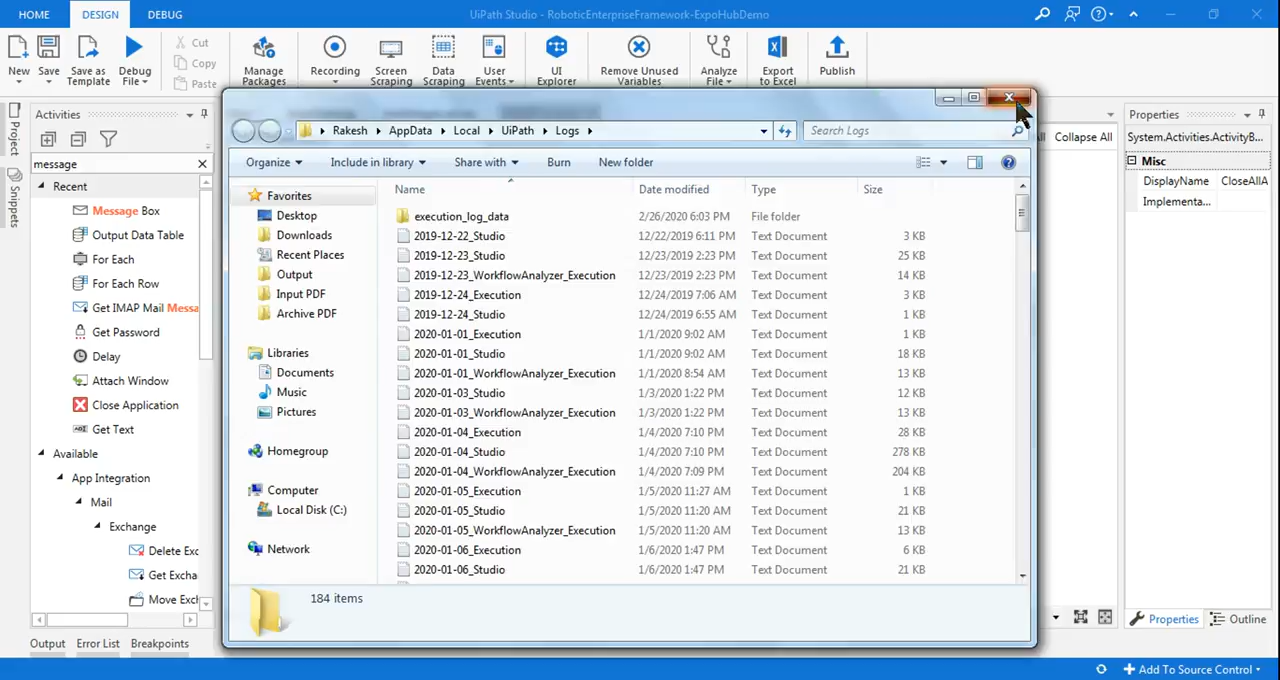 HOME DESIGN DEBUG UiPath Studio - RoboticEnterpriseFramework-ExpoHubDemo
New Save Save as Template Debug File Cut Copy Paste Manage Packages Recording Screen Scraping Data Scraping User Events UI Explorer Remove Unused Variables Analyze File Export to Excel Publish
Project
Snippets
Activities
message
Recent
Message Box
Output Data Table
For Each
For Each Row
Get IMAP Mail Messa
Get Password
Delay
Attach Window
Close Application
Get Text
Available
App Integration
Mail
Exchange
Delete Exc
Get Excha
Move Exch
Output Error List Breakpoints
Rakesh AppData Local UiPath Logs Search Logs
Organize Include in library Share with Burn New folder
Favorites
Desktop
Downloads
Recent Places
Output
Input PDF
Archive PDF
Libraries
Documents
Music
Pictures
Homegroup
Computer
Local Disk (C:)
Network
Name Date modified Type Size
execution_log_data 2/26/2020 6:03 PM File folder
2019-12-22_Studio 12/22/2019 6:11 PM Text Document 3 KB
2019-12-23_Studio 12/23/2019 2:23 PM Text Document 25 KB
2019-12-23_WorkflowAnalyzer_Execution 12/23/2019 2:23 PM Text Document 14 KB
2019-12-24_Execution 12/24/2019 7:06 AM Text Document 3 KB
2019-12-24_Studio 12/24/2019 6:55 AM Text Document 1 KB
2020-01-01_Execution 1/1/2020 9:02 AM Text Document 1 KB
2020-01-01_Studio 1/1/2020 9:02 AM Text Document 18 KB
2020-01-01_WorkflowAnalyzer_Execution 1/1/2020 8:54 AM Text Document 13 KB
2020-01-03_Studio 1/3/2020 1:22 PM Text Document 12 KB
2020-01-03_WorkflowAnalyzer_Execution 1/3/2020 1:22 PM Text Document 13 KB
2020-01-04_Execution 1/4/2020 7:10 PM Text Document 28 KB
2020-01-04_Studio 1/4/2020 7:10 PM Text Document 278 KB
2020-01-04_WorkflowAnalyzer_Execution 1/4/2020 7:09 PM Text Document 204 KB
2020-01-05_Execution 1/5/2020 11:27 AM Text Document 1 KB
2020-01-05_Studio 1/5/2020 11:20 AM Text Document 21 KB
2020-01-05_WorkflowAnalyzer_Execution 1/5/2020 11:20 AM Text Document 13 KB
2020-01-06_Execution 1/6/2020 1:47 PM Text Document 6 KB
2020-01-06_Studio 1/6/2020 1:47 PM Text Document 21 KB
184 items
Collapse All
Properties
System.Activities.ActivityB...
Misc
DisplayName CloseAllA
Implementa...
Properties Outline
Add To Source Control